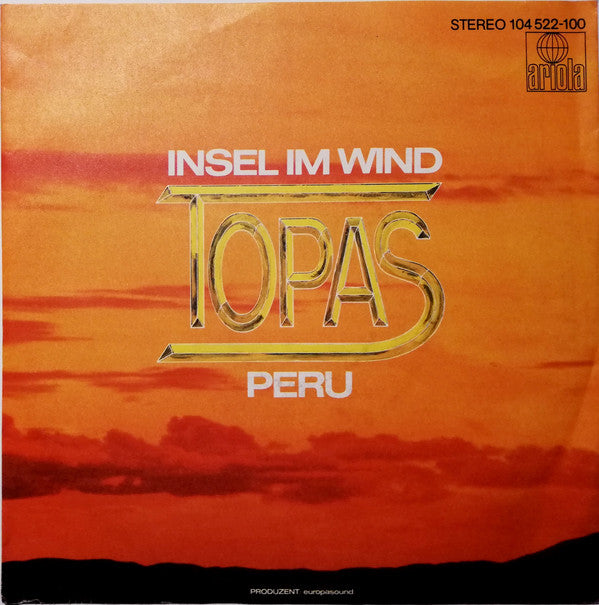 STEREO 104 522-100
ariola
INSEL IM WIND
TOPAS
PERU
PRODUZENT europasound